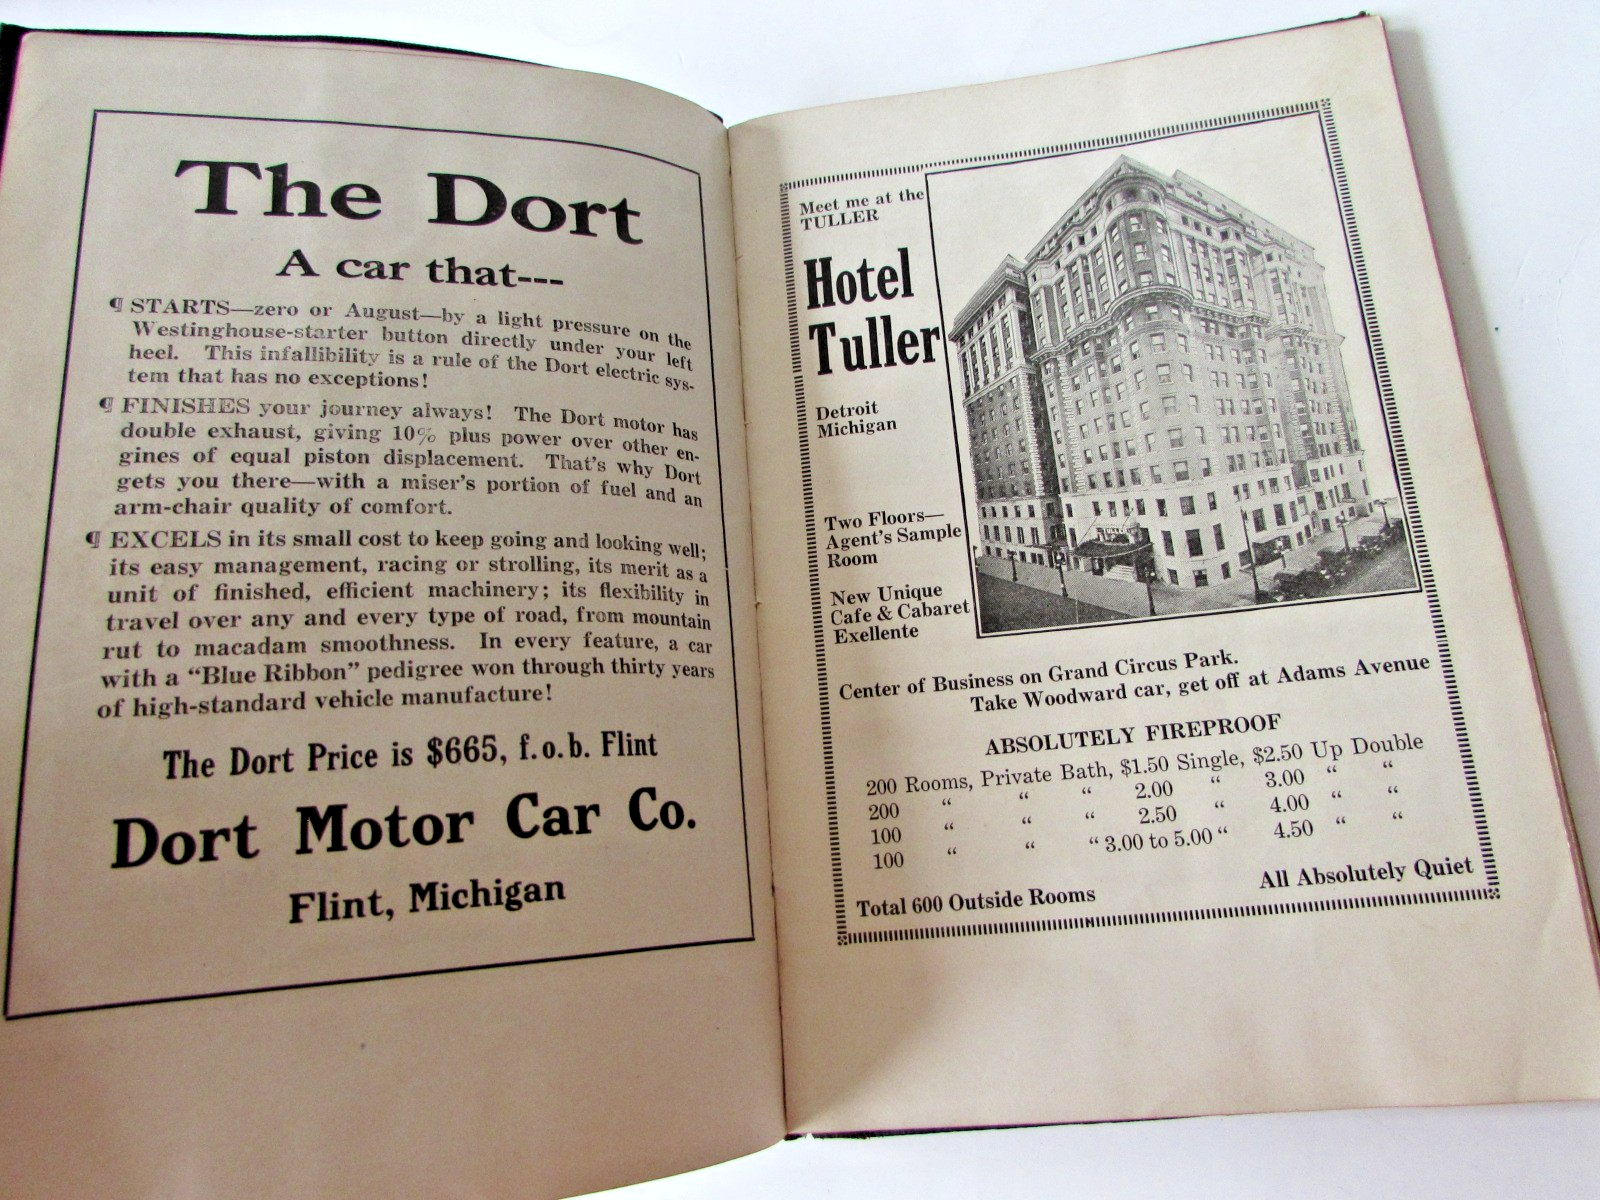 The Dort
A car that---
¶ STARTS—zero or August—by a light pressure on the
Westinghouse-starter button directly under your left
heel. This infallibility is a rule of the Dort electric sys-
tem that has no exceptions!
¶ FINISHES your journey always! The Dort motor has
double exhaust, giving 10% plus power over other en-
gines of equal piston displacement. That's why Dort
gets you there—with a miser's portion of fuel and an
arm-chair quality of comfort.
¶ EXCELS in its small cost to keep going and looking well;
its easy management, racing or strolling, its merit as a
unit of finished, efficient machinery; its flexibility in
travel over any and every type of road, from mountain
rut to macadam smoothness. In every feature, a car
with a "Blue Ribbon" pedigree won through thirty years
of high-standard vehicle manufacture!
The Dort Price is $665, f.o.b. Flint
Dort Motor Car Co.
Flint, Michigan
Meet me at the
TULLER
Hotel
Tuller
Detroit
Michigan
Two Floors—
Agent's Sample
Room
New Unique
Cafe & Cabaret
Exellente
TULLER
Center of Business on Grand Circus Park.
Take Woodward car, get off at Adams Avenue
ABSOLUTELY FIREPROOF
200 Rooms, Private Bath, $1.50 Single, $2.50 Up Double
200 " " " 2.00 " 3.00 " "
100 " " " 2.50 " 4.00 " "
100 " " " 3.00 to 5.00 " 4.50 " "
Total 600 Outside Rooms All Absolutely Quiet